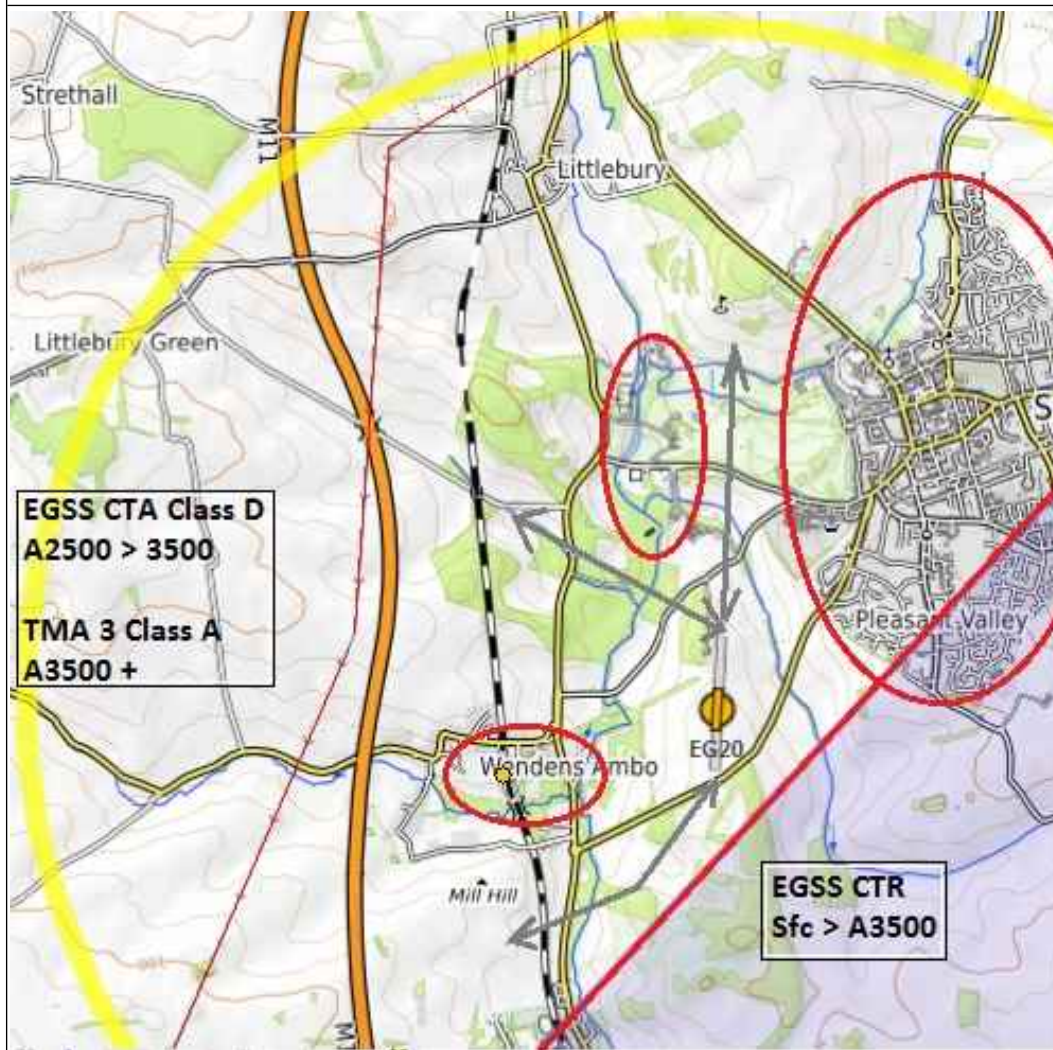 Strethall
M11
Littlebury
Littlebury Green
S
EGSS CTA Class D
A2500 > 3500
TMA 3 Class A
A3500 +
Pleasant Valley
EG20
Wendens Ambo
Mill Hill
EGSS CTR
Sfc > A3500